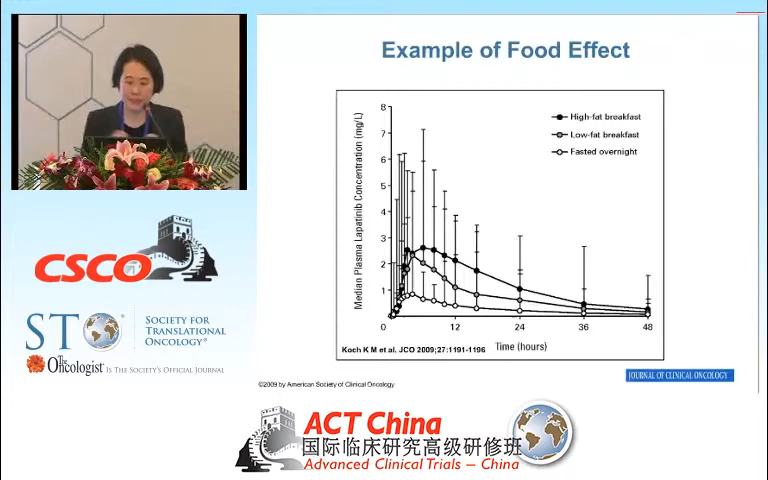 Example of Food Effect
8
7
6
5
4
3
2
1
0
12
24
36
48
Median Plasma Lapatinib Concentration (mg/L)
High-fat breakfast
Low-fat breakfast
Fasted overnight
Time (hours)
Koch K M et al. JCO 2009;27:1191-1196
©2009 by American Society of Clinical Oncology
JOURNAL OF CLINICAL ONCOLOGY
CSCO
STO
SOCIETY FOR
TRANSLATIONAL
ONCOLOGY®
The Oncologist IS THE SOCIETY'S OFFICIAL JOURNAL
ACT China
国际临床研究高级研修班
Advanced Clinical Trials – China